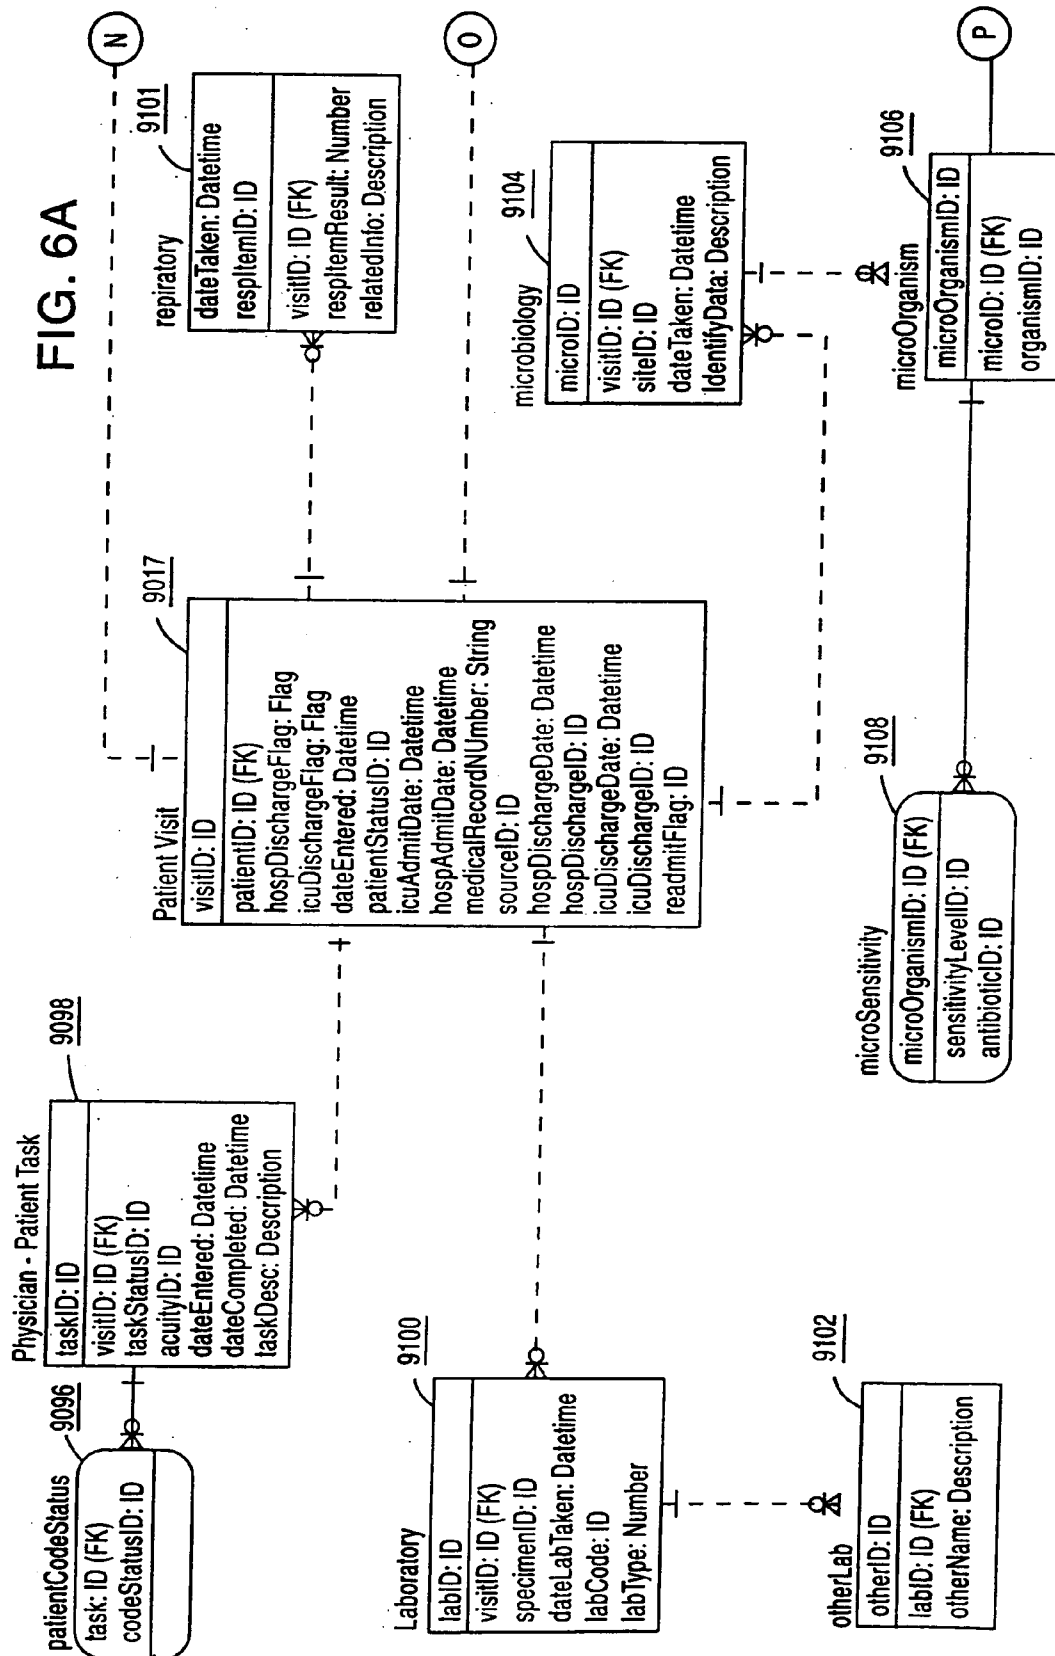 FIG. 6A
N
O
P
patientCodeStatus
9096
task: ID (FK)
codeStatusID: ID
Physician - Patient Task
9098
taskID: ID
visitID: ID (FK)
taskStatusID: ID
acuityID: ID
dateEntered: Datetime
dateCompleted: Datetime
taskDesc: Description
Patient Visit
9017
visitID: ID
patientID: ID (FK)
hospDischargeFlag: Flag
icuDischargeFlag: Flag
dateEntered: Datetime
patientStatusID: ID
icuAdmitDate: Datetime
hospAdmitDate: Datetime
medicalRecordNUmber: String
sourceID: ID
hospDischargeDate: Datetime
hospDischargeID: ID
icuDischargeDate: Datetime
icuDischargeID: ID
readmitFlag: ID
repiratory
9101
dateTaken: Datetime
respItemID: ID
visitID: ID (FK)
respItemResult: Number
relatedInfo: Description
Laboratory
9100
labID: ID
visitID: ID (FK)
specimenID: ID
dateLabTaken: Datetime
labCode: ID
labType: Number
microbiology
9104
microID: ID
visitID: ID (FK)
siteID: ID
dateTaken: Datetime
IdentifyData: Description
otherLab
9102
otherID: ID
labID: ID (FK)
otherName: Description
microSensitivity
9108
microOrganismID: ID (FK)
sensitivityLevelID: ID
antibioticID: ID
microOrganism
9106
microOrganismID: ID
microID: ID (FK)
organismID: ID